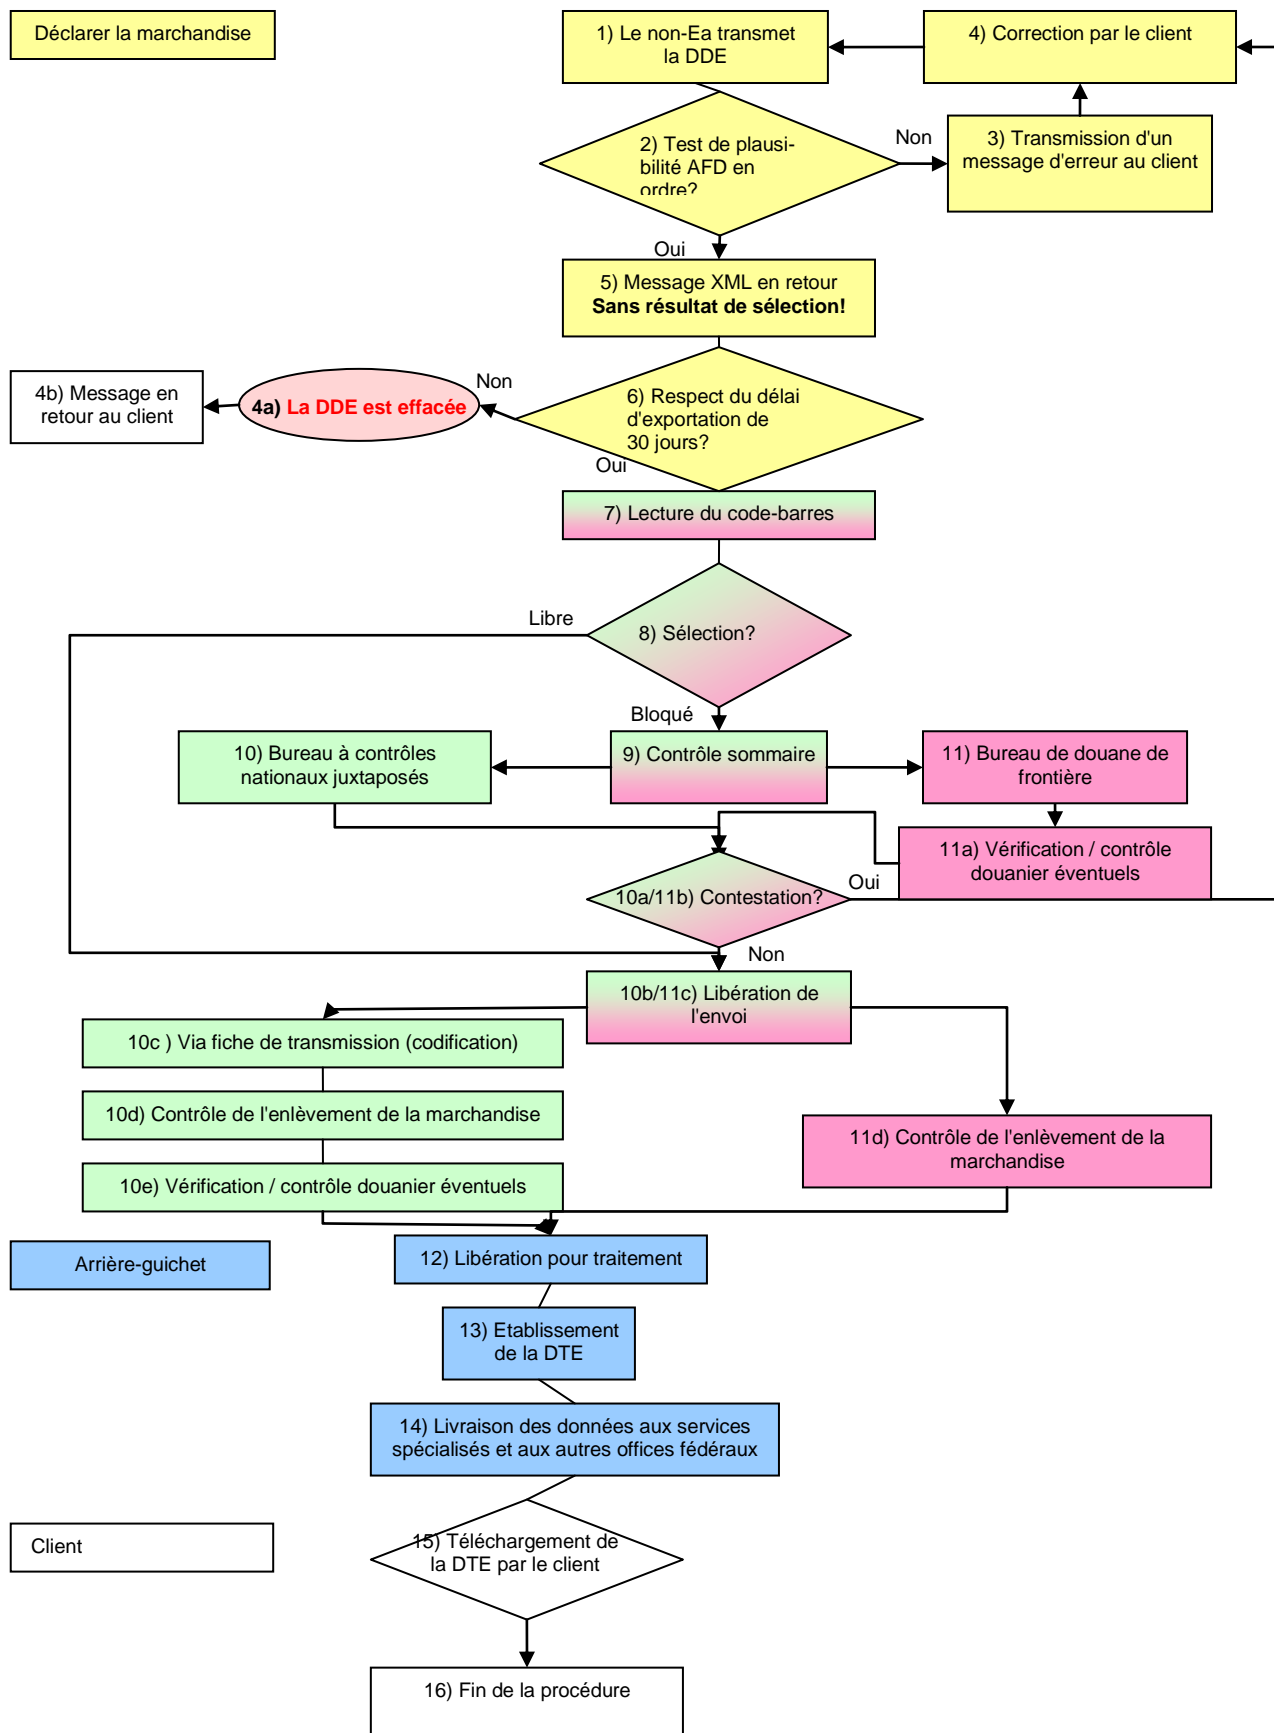 Déclarer la marchandise
1) Le non-Ea transmet
la DDE
4) Correction par le client
2) Test de plausi-
bilité AFD en
ordre?
Non
3) Transmission d'un
message d'erreur au client
Oui
5) Message XML en retour
Sans résultat de sélection!
4b) Message en
retour au client
4a) La DDE est effacée
Non
6) Respect du délai
d'exportation de
30 jours?
Oui
7) Lecture du code-barres
Libre
8) Sélection?
Bloqué
10) Bureau à contrôles
nationaux juxtaposés
9) Contrôle sommaire
11) Bureau de douane de
frontière
11a) Vérification / contrôle
douanier éventuels
10a/11b) Contestation?
Oui
Non
10b/11c) Libération de
l'envoi
10c ) Via fiche de transmission (codification)
10d) Contrôle de l'enlèvement de la marchandise
11d) Contrôle de l'enlèvement de la
marchandise
10e) Vérification / contrôle douanier éventuels
Arrière-guichet
12) Libération pour traitement
13) Etablissement
de la DTE
14) Livraison des données aux services
spécialisés et aux autres offices fédéraux
Client
15) Téléchargement de
la DTE par le client
16) Fin de la procédure